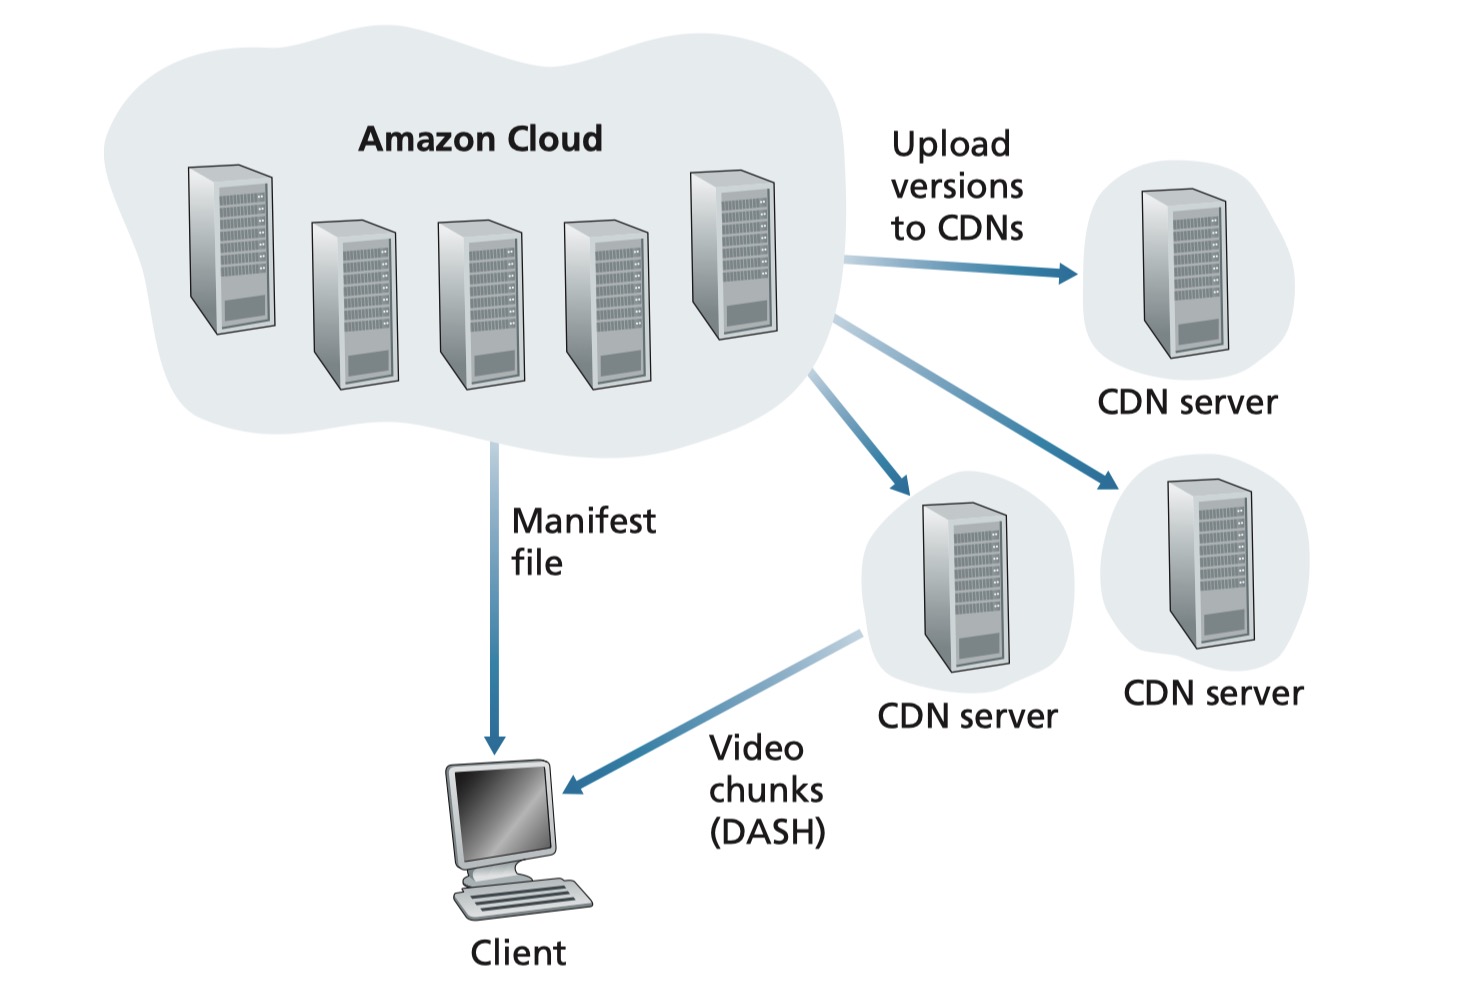 Amazon Cloud
Upload
versions
to CDNs
CDN server
Manifest
file
CDN server
CDN server
Video
chunks
(DASH)
Client